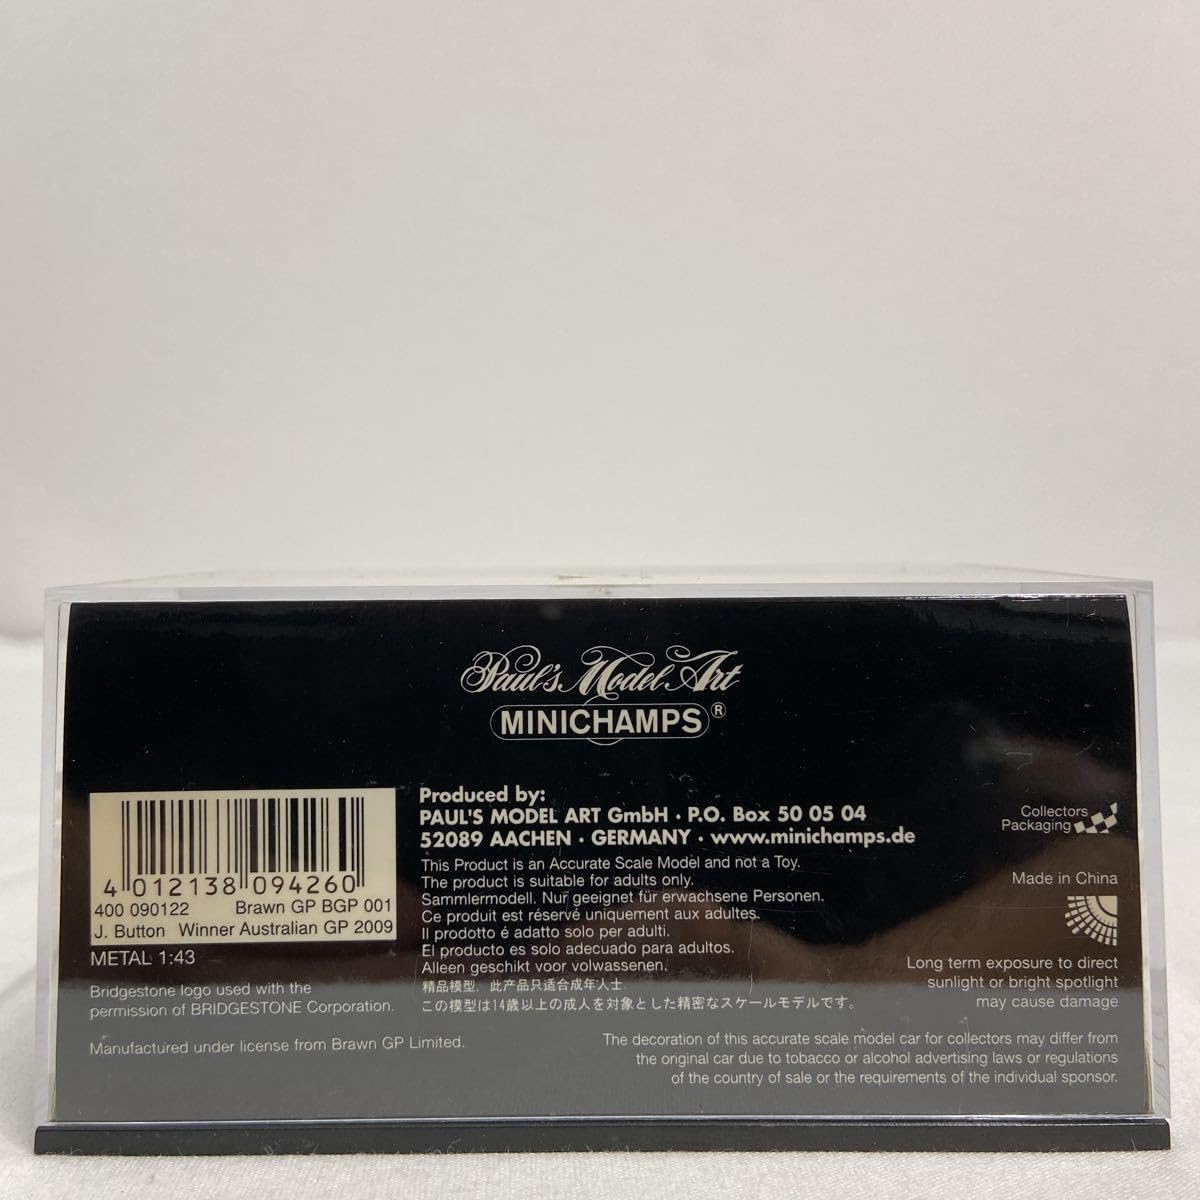 Paul's Model Art
MINICHAMPS®
4 012138 094260
400 090122 Brawn GP BGP 001
J. Button Winner Australian GP 2009
METAL 1:43
Bridgestone logo used with the
permission of BRIDGESTONE Corporation.
Manufactured under license from Brawn GP Limited.
Produced by:
PAUL'S MODEL ART GmbH · P.O. Box 50 05 04
52089 AACHEN · GERMANY · www.minichamps.de
This Product is an Accurate Scale Model and not a Toy.
The product is suitable for adults only.
Sammlermodell. Nur geeignet für erwachsene Personen.
Ce produit est réservé uniquement aux adultes.
Il prodotto é adatto solo per adulti.
El producto es solo adecuado para adultos.
Alleen geschikt voor volwassenen.
精品模型，此产品只适合成年人士.
この模型は14歳以上の成人を対象とした精密なスケールモデルです。
Collectors
Packaging
Made in China
Long term exposure to direct
sunlight or bright spotlight
may cause damage
The decoration of this accurate scale model car for collectors may differ from
the original car due to tobacco or alcohol advertising laws or regulations
of the country of sale or the requirements of the individual sponsor.